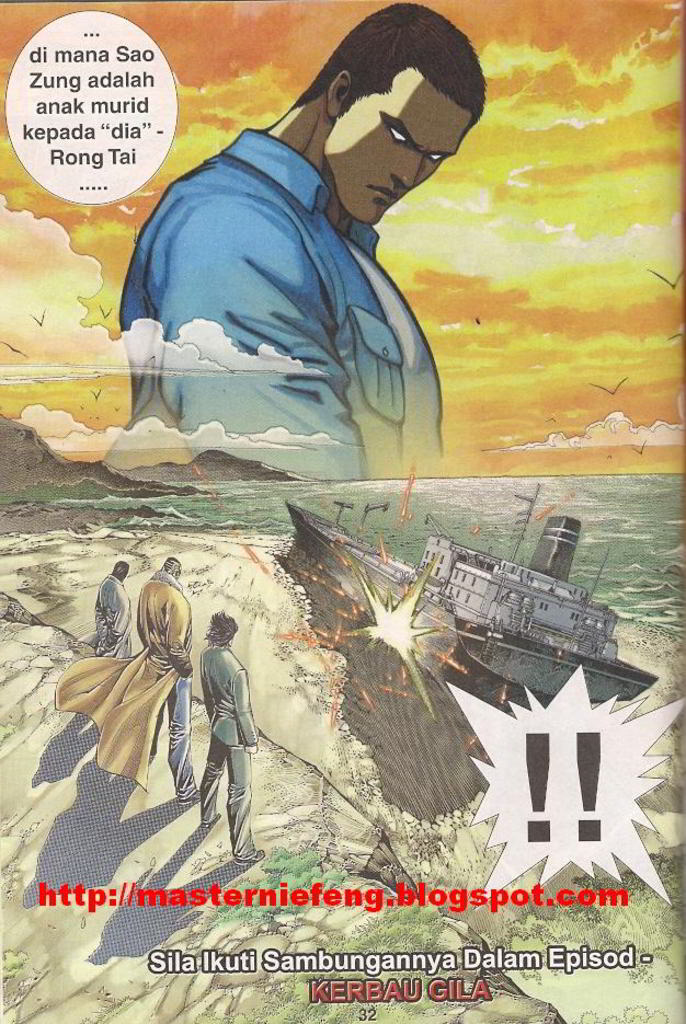 ...
di mana Sao
Zung adalah
anak murid
kepada “dia” -
Rong Tai
.....
!!
http://masterniefeng.blogspot.com
Sila Ikuti Sambungannya Dalam Episod -
KERBAU GILA
32